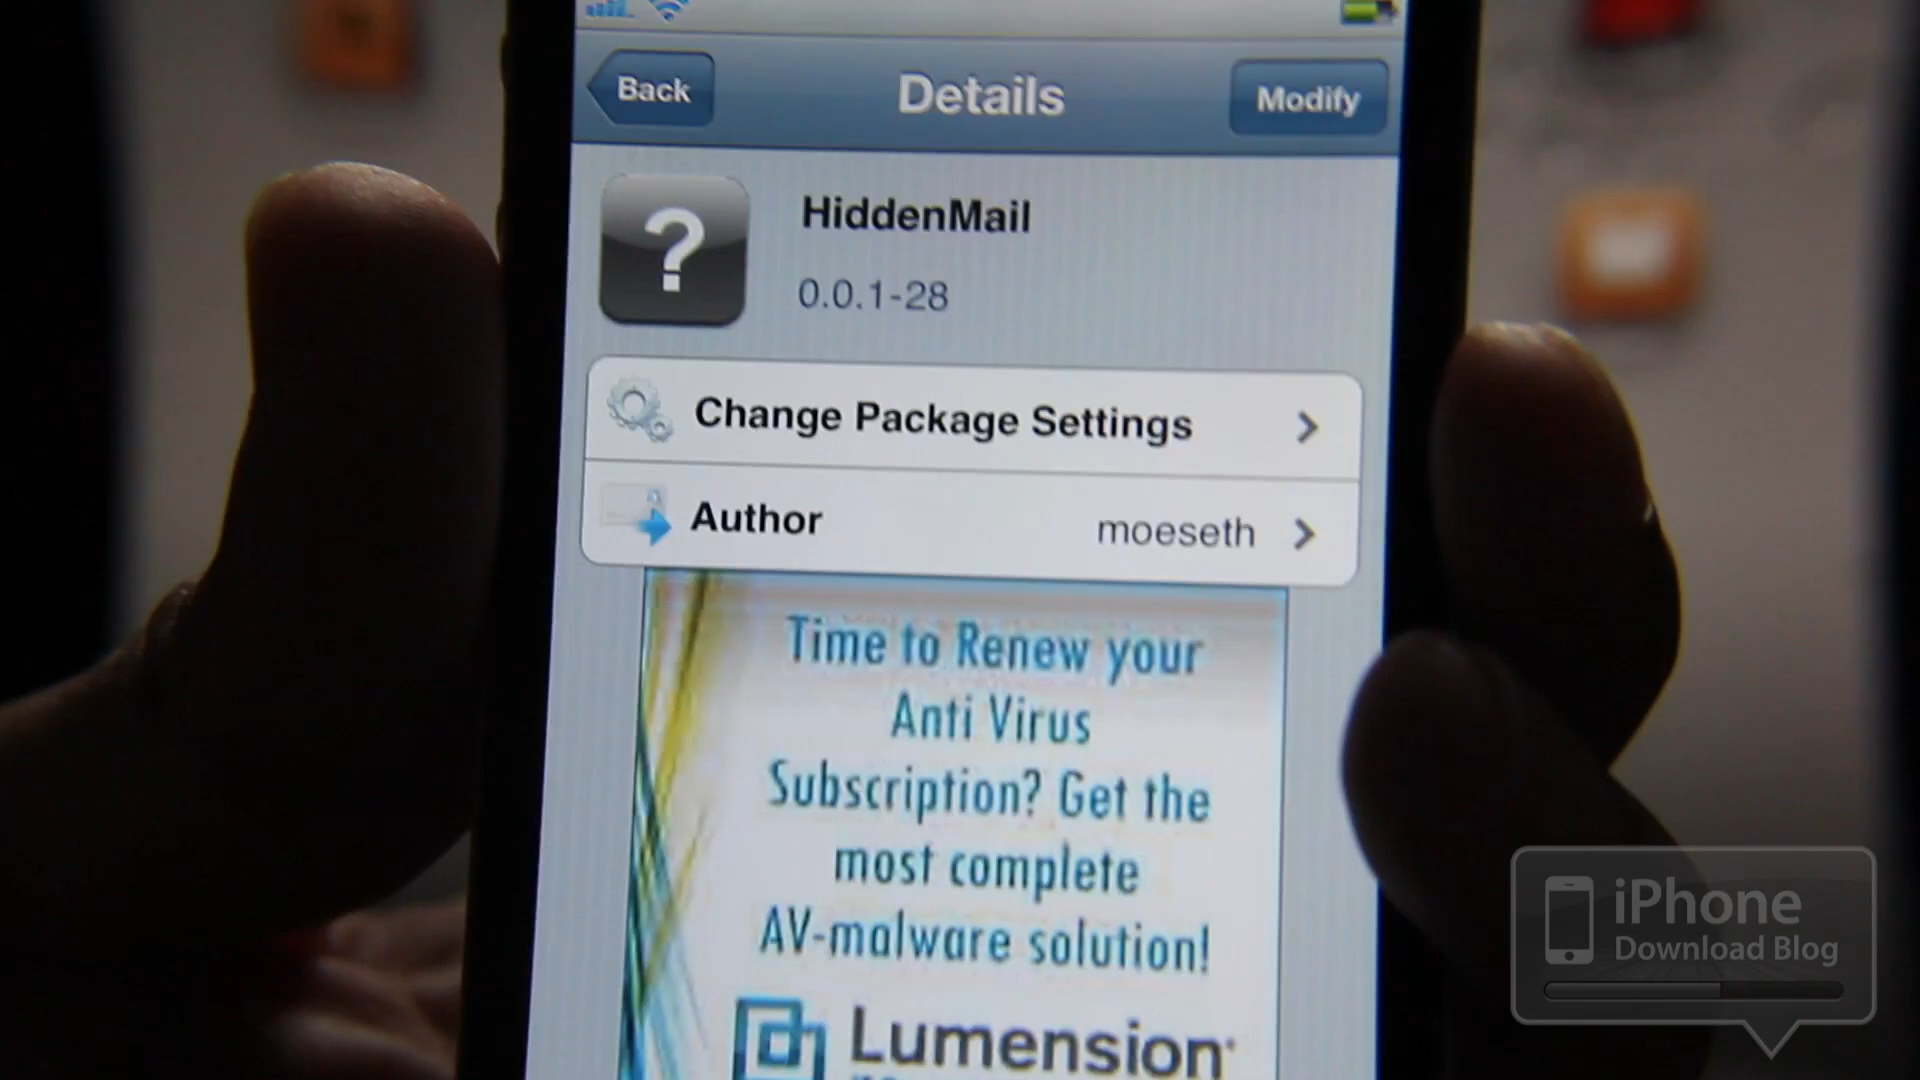 Back
Details
Modify
?
HiddenMail
0.0.1-28
Change Package Settings
Author
moeseth
Time to Renew your
Anti Virus
Subscription? Get the
most complete
AV-malware solution!
Lumension
iPhone
Download Blog